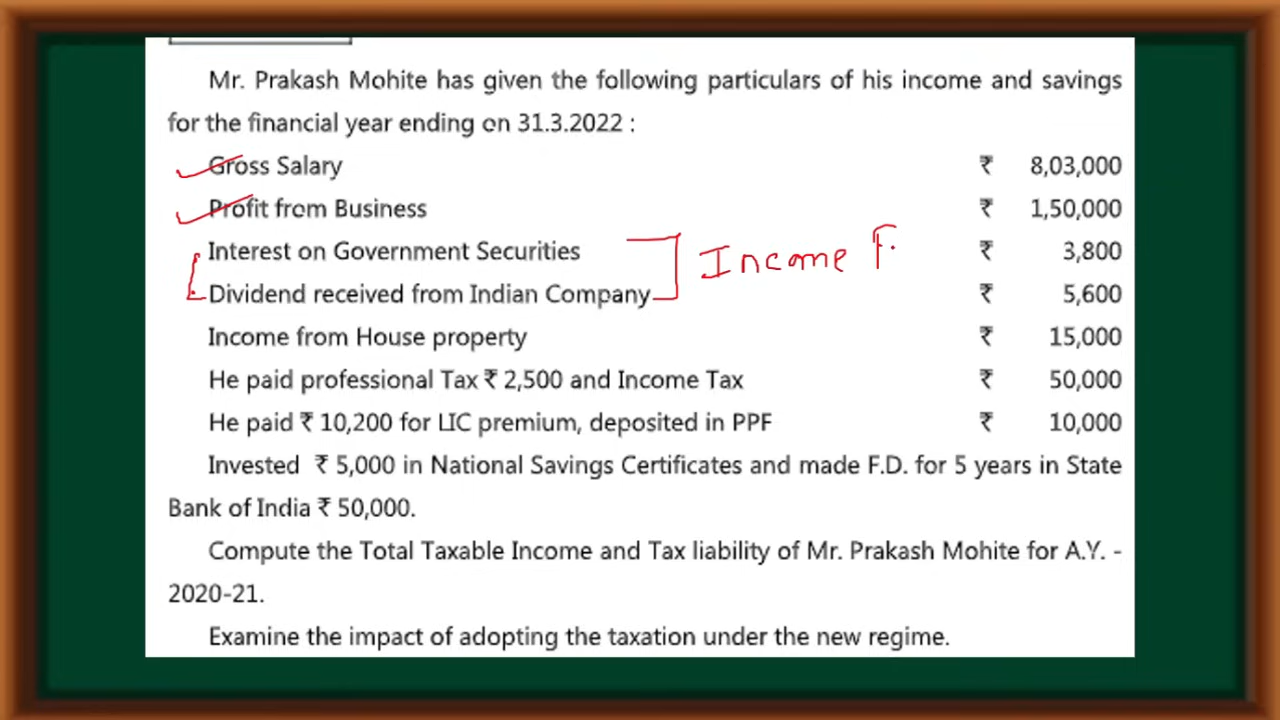 Mr. Prakash Mohite has given the following particulars of his income and savings
for the financial year ending on 31.3.2022 :
Gross Salary ₹ 8,03,000
Profit from Business ₹ 1,50,000
Interest on Government Securities ₹ 3,800
Income F
Dividend received from Indian Company ₹ 5,600
Income from House property ₹ 15,000
He paid professional Tax ₹ 2,500 and Income Tax ₹ 50,000
He paid ₹ 10,200 for LIC premium, deposited in PPF ₹ 10,000
Invested ₹ 5,000 in National Savings Certificates and made F.D. for 5 years in State
Bank of India ₹ 50,000.
Compute the Total Taxable Income and Tax liability of Mr. Prakash Mohite for A.Y. -
2020-21.
Examine the impact of adopting the taxation under the new regime.